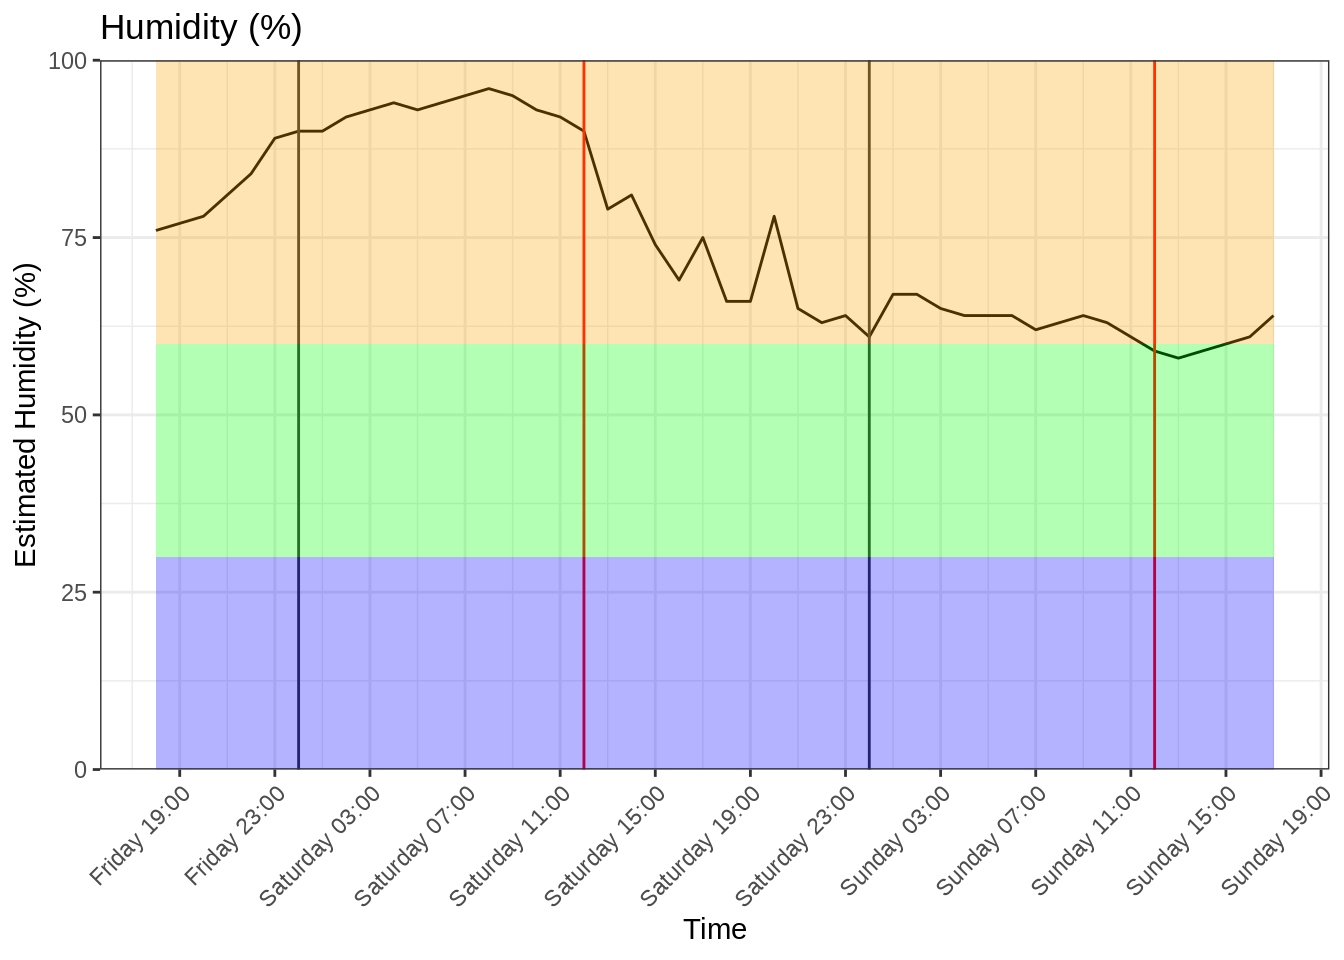 Humidity (%)
Estimated Humidity (%)
100
75
50
25
0
Friday 19:00
Friday 23:00
Saturday 03:00
Saturday 07:00
Saturday 11:00
Saturday 15:00
Saturday 19:00
Saturday 23:00
Sunday 03:00
Sunday 07:00
Sunday 11:00
Sunday 15:00
Sunday 19:00
Time